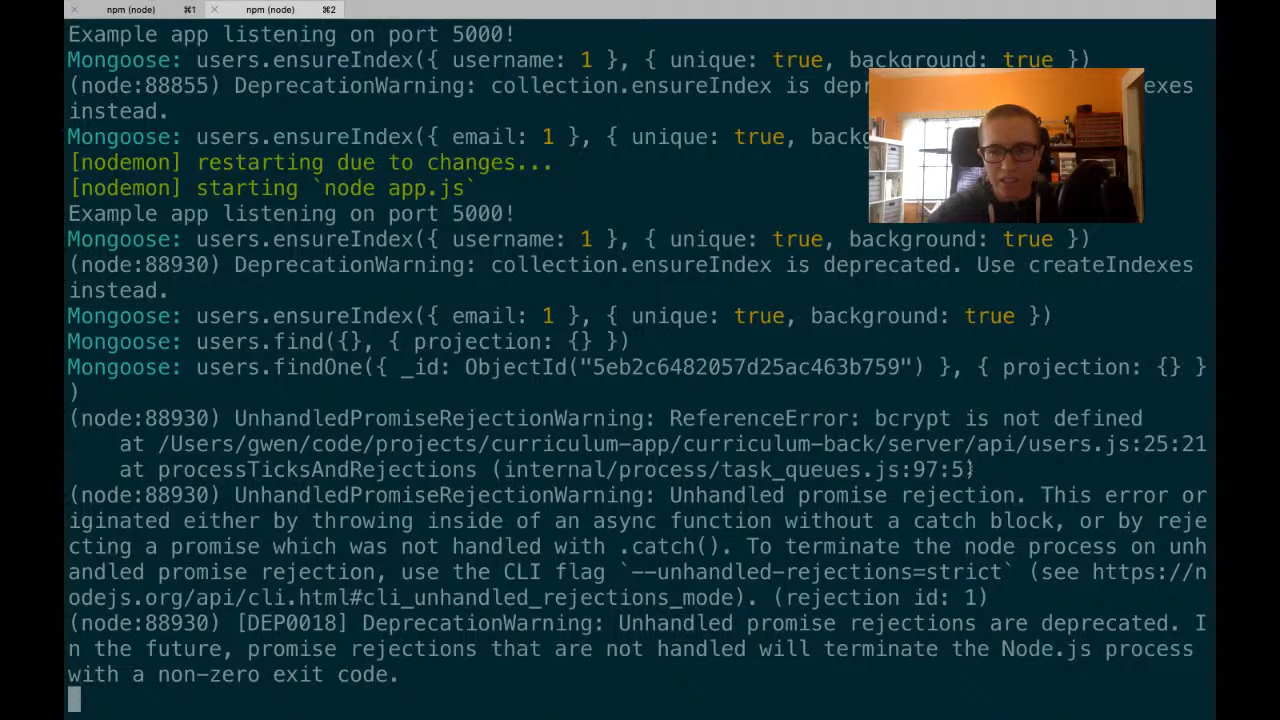 npm (node) ⌘1 npm (node) ⌘2
Example app listening on port 5000!
Mongoose: users.ensureIndex({ username: 1 }, { unique: true, background: true })
(node:88855) DeprecationWarning: collection.ensureIndex is depr exes
instead.
Mongoose: users.ensureIndex({ email: 1 }, { unique: true, backg
[nodemon] restarting due to changes...
[nodemon] starting `node app.js`
Example app listening on port 5000!
Mongoose: users.ensureIndex({ username: 1 }, { unique: true, background: true })
(node:88930) DeprecationWarning: collection.ensureIndex is deprecated. Use createIndexes
instead.
Mongoose: users.ensureIndex({ email: 1 }, { unique: true, background: true })
Mongoose: users.find({}, { projection: {} })
Mongoose: users.findOne({ _id: ObjectId("5eb2c6482057d25ac463b759") }, { projection: {} }
)
(node:88930) UnhandledPromiseRejectionWarning: ReferenceError: bcrypt is not defined
at /Users/gwen/code/projects/curriculum-app/curriculum-back/server/api/users.js:25:21
at processTicksAndRejections (internal/process/task_queues.js:97:5)
(node:88930) UnhandledPromiseRejectionWarning: Unhandled promise rejection. This error or
iginated either by throwing inside of an async function without a catch block, or by reje
cting a promise which was not handled with .catch(). To terminate the node process on unh
andled promise rejection, use the CLI flag `--unhandled-rejections=strict` (see https://n
odejs.org/api/cli.html#cli_unhandled_rejections_mode). (rejection id: 1)
(node:88930) [DEP0018] DeprecationWarning: Unhandled promise rejections are deprecated. I
n the future, promise rejections that are not handled will terminate the Node.js process
with a non-zero exit code.